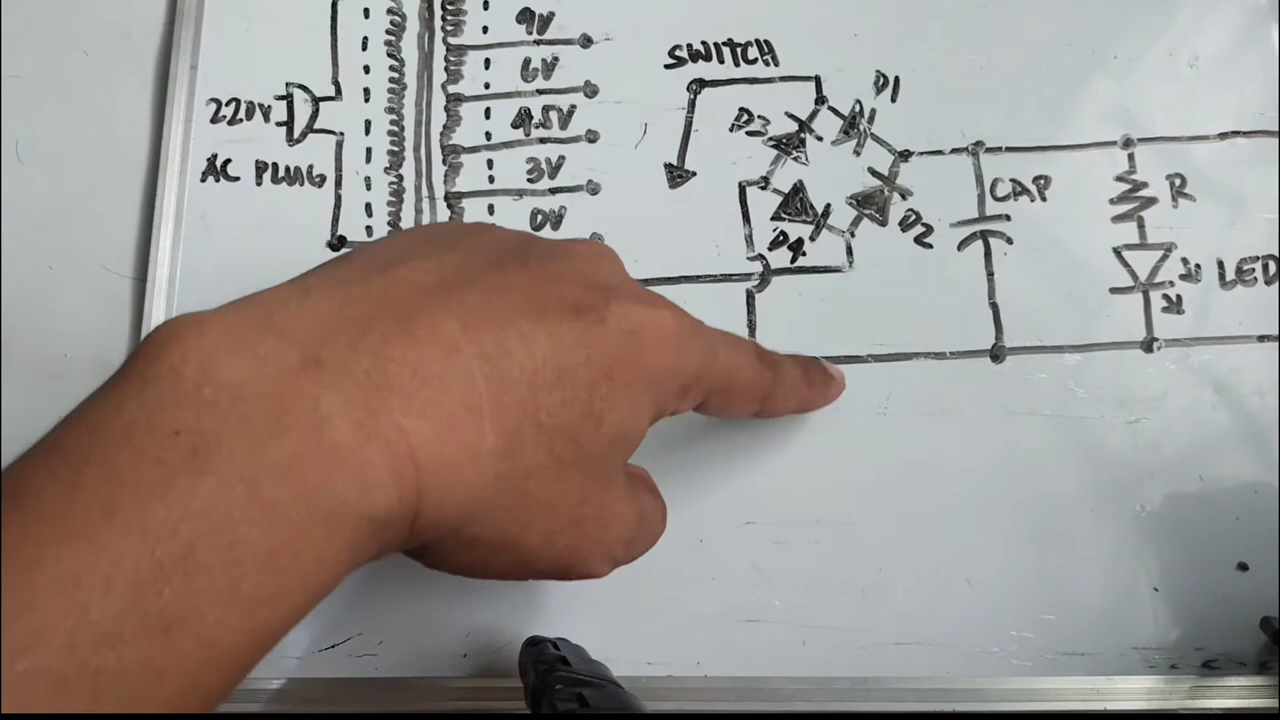 220V
AC PLUG
9V
6V
4.5V
3V
0V
SWITCH
D1
D3
D4
D2
CAP
R
LED